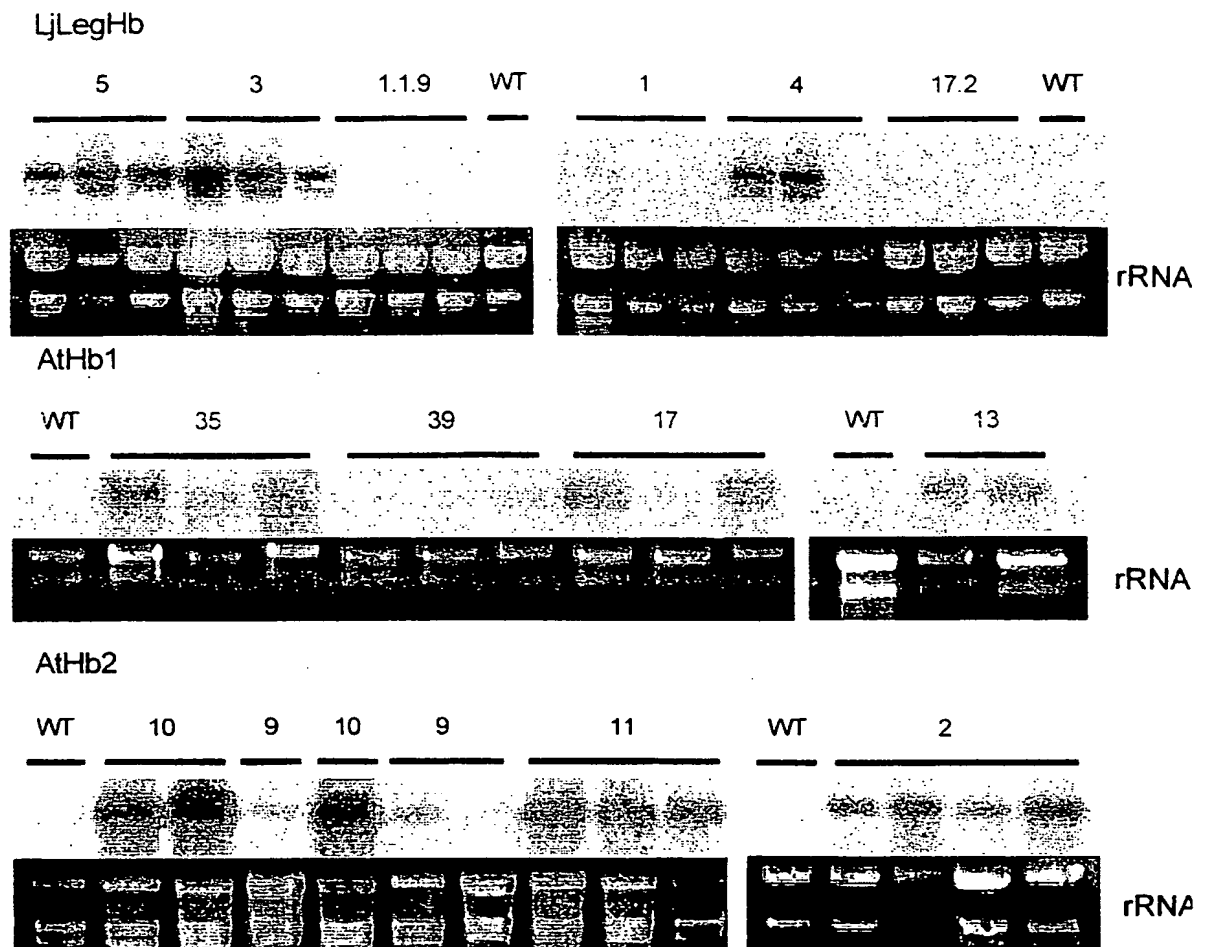 LjLegHb
5 3 1.1.9 WT 1 4 17.2 WT
rRNA
AtHb1
WT 35 39 17 WT 13
rRNA
AtHb2
WT 10 9 10 9 11 WT 2
rRNA